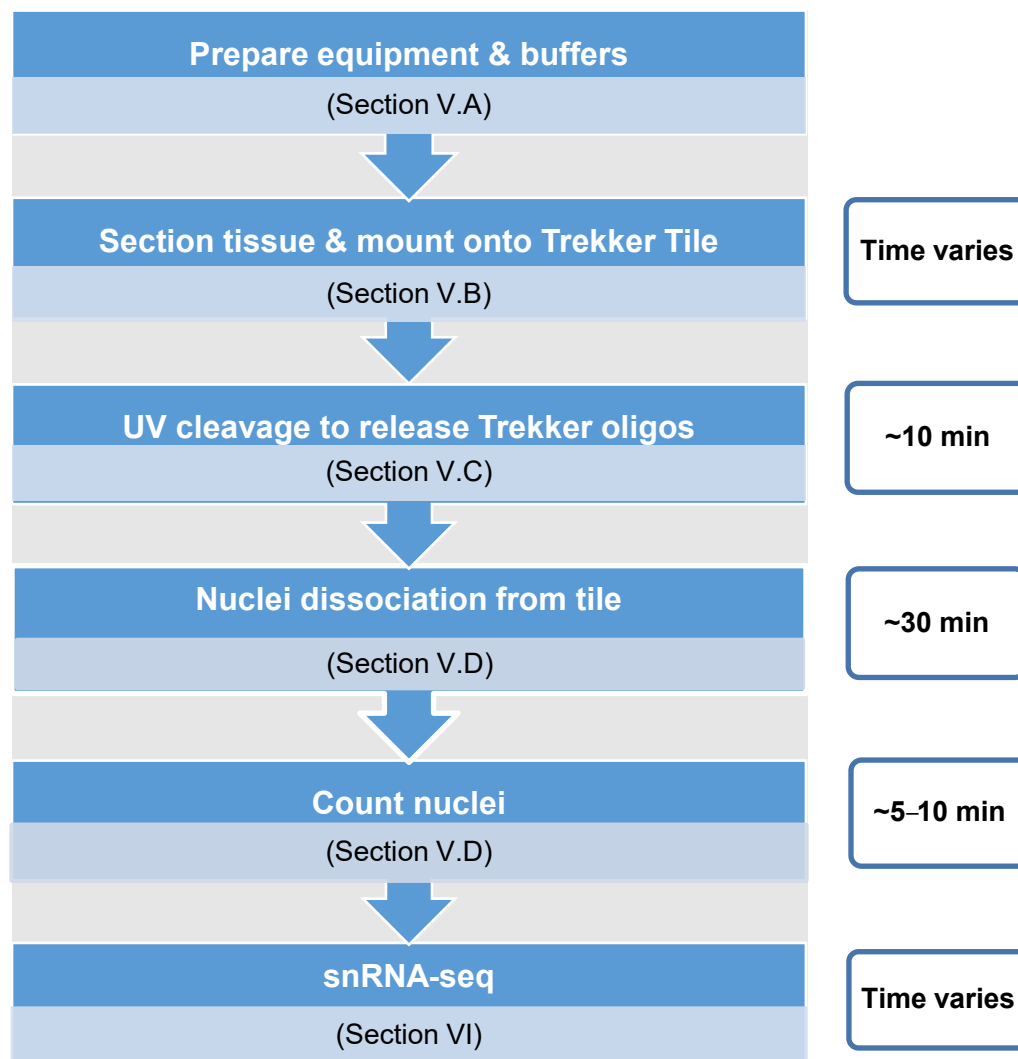 Prepare equipment & buffers
(Section V.A)
Section tissue & mount onto Trekker Tile
(Section V.B)
Time varies
UV cleavage to release Trekker oligos
(Section V.C)
~10 min
Nuclei dissociation from tile
(Section V.D)
~30 min
Count nuclei
(Section V.D)
~5–10 min
snRNA-seq
(Section VI)
Time varies